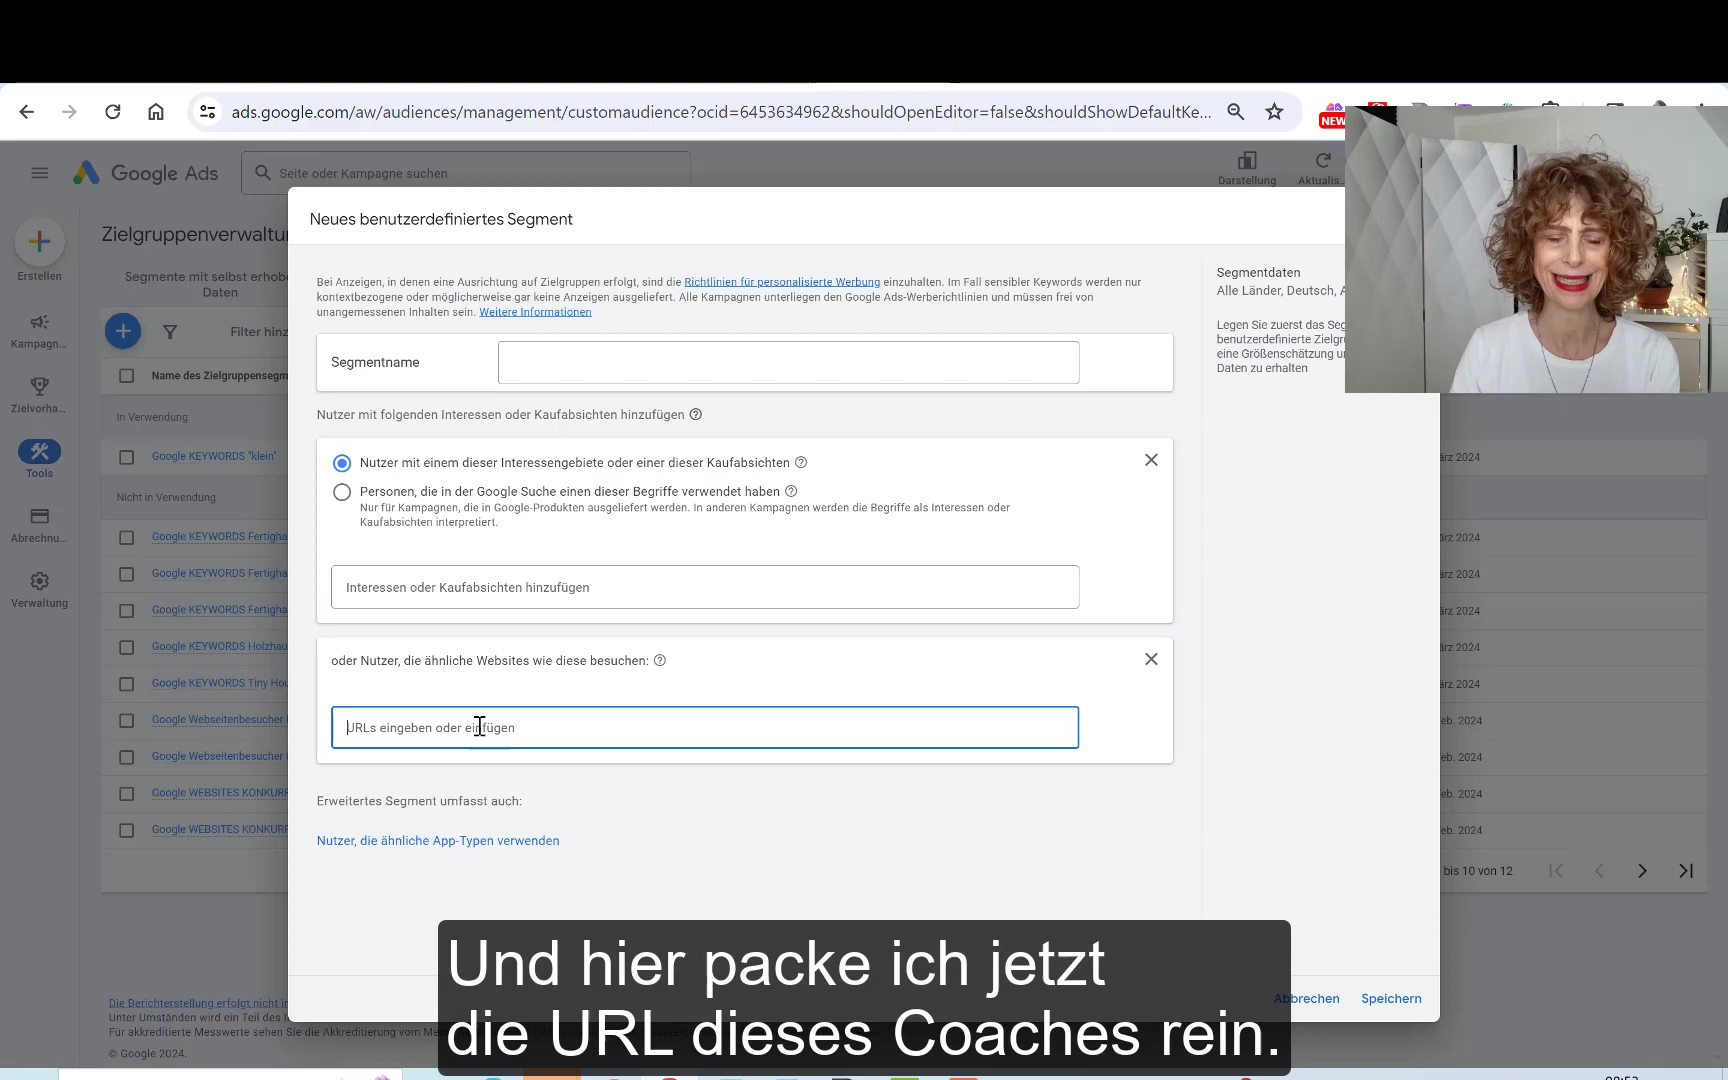 ads.google.com/aw/audiences/management/customaudience?ocid=6453634962&shouldOpenEditor=false&shouldShowDefaultKe...
NEW
Google Ads
Seite oder Kampagne suchen
Darstellung
Aktualis...
Erstellen
Kampagn...
Zielvorha...
Tools
Abrechnu...
Verwaltung
Zielgruppenverwaltu
Segmente mit selbst erhobe
Daten
Filter hinz
Name des Zielgruppensegm
In Verwendung
Google KEYWORDS "klein"
Nicht in Verwendung
Google KEYWORDS Fertigha
Google KEYWORDS Fertigha
Google KEYWORDS Fertigha
Google KEYWORDS Holzhau
Google KEYWORDS Tiny Hou
Google Webseitenbesucher
Google Webseitenbesucher
Google WEBSITES KONKURF
Google WEBSITES KONKURF
Neues benutzerdefiniertes Segment
Bei Anzeigen, in denen eine Ausrichtung auf Zielgruppen erfolgt, sind die Richtlinien für personalisierte Werbung einzuhalten. Im Fall sensibler Keywords werden nur
kontextbezogene oder möglicherweise gar keine Anzeigen ausgeliefert. Alle Kampagnen unterliegen den Google Ads-Werberichtlinien und müssen frei von
unangemessenen Inhalten sein. Weitere Informationen
Segmentname
Nutzer mit folgenden Interessen oder Kaufabsichten hinzufügen
Nutzer mit einem dieser Interessengebiete oder einer dieser Kaufabsichten
Personen, die in der Google Suche einen dieser Begriffe verwendet haben
Nur für Kampagnen, die in Google-Produkten ausgeliefert werden. In anderen Kampagnen werden die Begriffe als Interessen oder
Kaufabsichten interpretiert.
Interessen oder Kaufabsichten hinzufügen
oder Nutzer, die ähnliche Websites wie diese besuchen:
URLs eingeben oder einfügen
Erweitertes Segment umfasst auch:
Nutzer, die ähnliche App-Typen verwenden
Segmentdaten
Alle Länder, Deutsch, A
Legen Sie zuerst das Seg
benutzerdefinierte Zielgr
eine Größenschätzung u
Daten zu erhalten
ärz 2024
ärz 2024
ärz 2024
ärz 2024
ärz 2024
ärz 2024
eb. 2024
eb. 2024
eb. 2024
eb. 2024
bis 10 von 12
Abbrechen
Speichern
Die Berichterstellung erfolgt nicht in
Unter Umständen wird ein Teil des I
Für akkreditierte Messwerte sehen Sie die Akkreditierung vom Me
© Google 2024.
Und hier packe ich jetzt
die URL dieses Coaches rein.